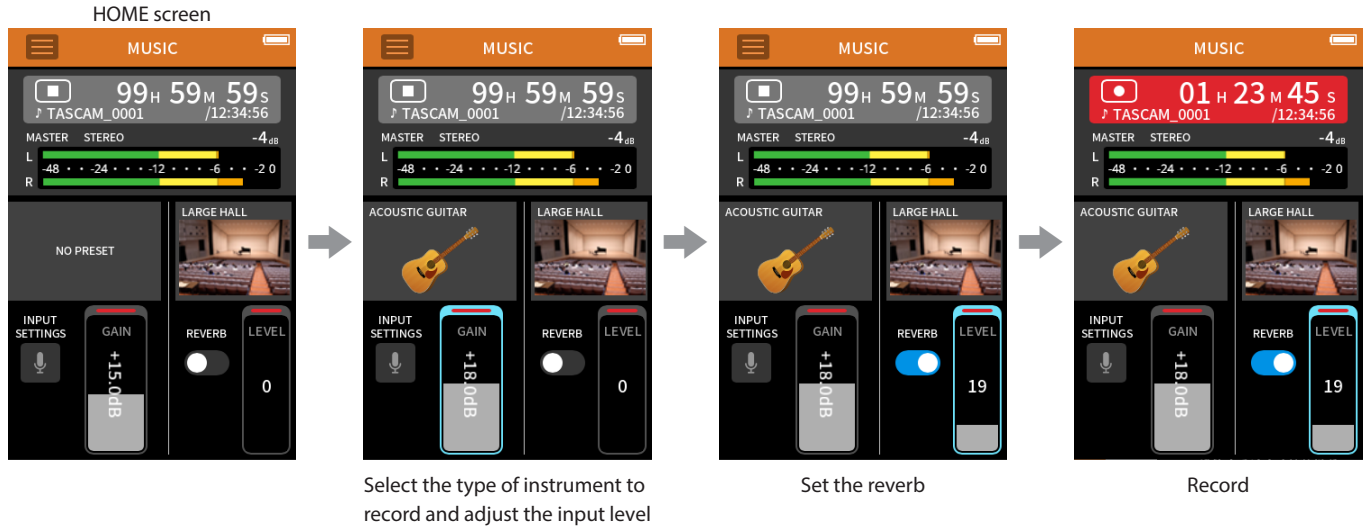 HOME screen
MUSIC
99H 59M 59S
♪ TASCAM_0001 /12:34:56
MASTER STEREO -4dB
L
-48 · · -24 · · · -12 · · · -6 · · -2 0
R
NO PRESET
LARGE HALL
INPUT
SETTINGS
GAIN
+15.0dB
REVERB
LEVEL
0
MUSIC
99H 59M 59S
♪ TASCAM_0001 /12:34:56
MASTER STEREO -4dB
L
-48 · · -24 · · · -12 · · · -6 · · -2 0
R
ACOUSTIC GUITAR
LARGE HALL
INPUT
SETTINGS
GAIN
+18.0dB
REVERB
LEVEL
0
Select the type of instrument to
record and adjust the input level
MUSIC
99H 59M 59S
♪ TASCAM_0001 /12:34:56
MASTER STEREO -4dB
L
-48 · · -24 · · · -12 · · · -6 · · -2 0
R
ACOUSTIC GUITAR
LARGE HALL
INPUT
SETTINGS
GAIN
+18.0dB
REVERB
LEVEL
19
Set the reverb
MUSIC
01H 23M 45S
♪ TASCAM_0001 /12:34:56
MASTER STEREO -4dB
L
-48 · · -24 · · · -12 · · · -6 · · -2 0
R
ACOUSTIC GUITAR
LARGE HALL
INPUT
SETTINGS
GAIN
+18.0dB
REVERB
LEVEL
19
Record